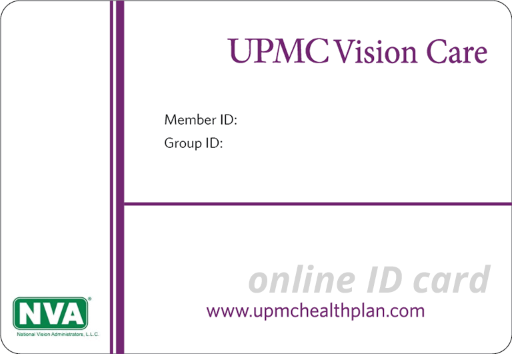 UPMC Vision Care
Member ID:
Group ID:
online ID card
www.upmchealthplan.com
NVA®
National Vision Administrators, L.L.C.